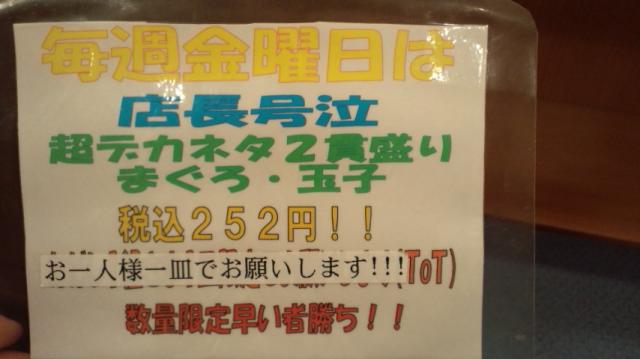 毎週金曜日は
店長号泣
超デカネタ２貫盛り
まぐろ・玉子
税込２５２円！！
お一人様一皿でお願いします!!!(ToT)
数量限定早い者勝ち！！